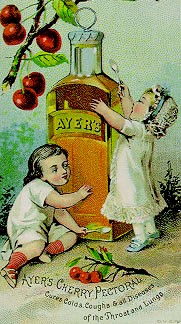 AYER'S
AYER'S CHERRY PECTORAL
Cures Colds, Coughs & all Diseases
of the Throat and Lungs.